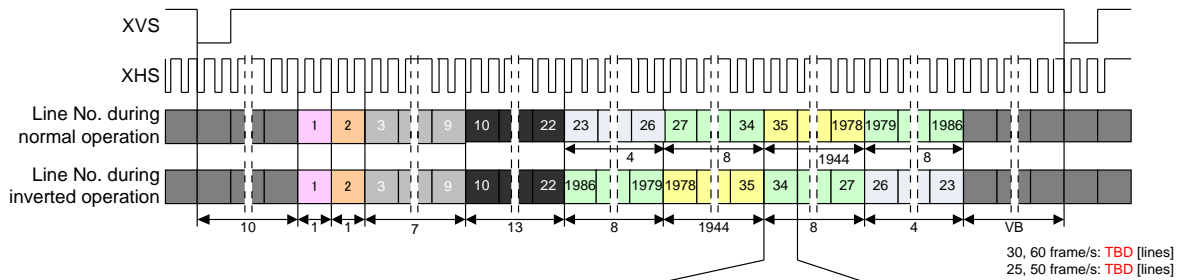 XVS
XHS
Line No. during
normal operation
1 2 3 9 10 22 23 26 27 34 35 1978 1979 1986
4 8 1944 8
Line No. during
inverted operation
1 2 3 9 10 22 1986 1979 1978 35 34 27 26 23
10 1 1 7 13 8 1944 8 4 VB
30, 60 frame/s: TBD [lines]
25, 50 frame/s: TBD [lines]